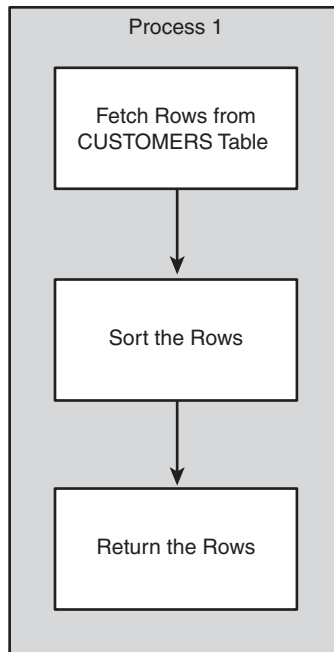 Process 1
Fetch Rows from
CUSTOMERS Table
Sort the Rows
Return the Rows